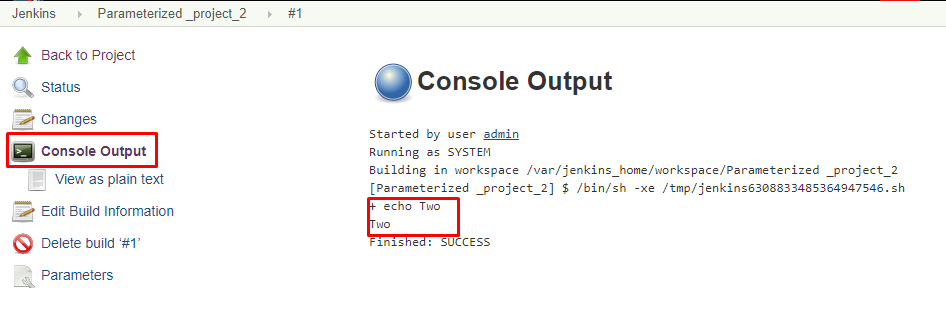 Jenkins Parameterized _project_2 #1
Back to Project
Status
Changes
Console Output
View as plain text
Edit Build Information
Delete build ‘#1’
Parameters
Console Output
Started by user admin
Running as SYSTEM
Building in workspace /var/jenkins_home/workspace/Parameterized _project_2
[Parameterized _project_2] $ /bin/sh -xe /tmp/jenkins6308833485364947546.sh
+ echo Two
Two
Finished: SUCCESS